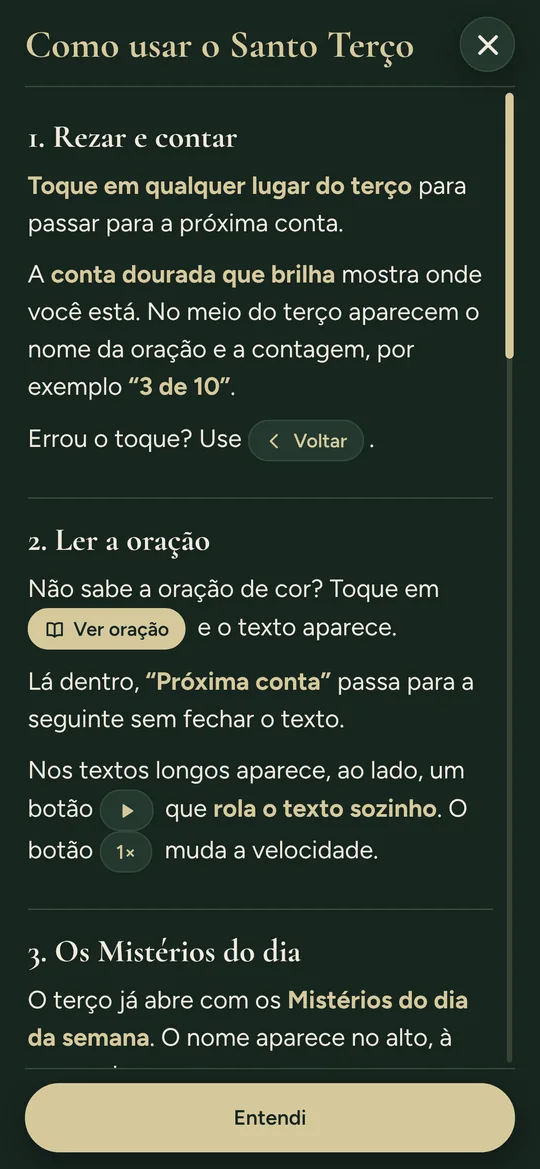 Como usar o Santo Terço
1. Rezar e contar
Toque em qualquer lugar do terço para
passar para a próxima conta.
A conta dourada que brilha mostra onde
você está. No meio do terço aparecem o
nome da oração e a contagem, por
exemplo “3 de 10”.
Errou o toque? Use Voltar .
2. Ler a oração
Não sabe a oração de cor? Toque em
Ver oração e o texto aparece.
Lá dentro, “Próxima conta” passa para a
seguinte sem fechar o texto.
Nos textos longos aparece, ao lado, um
botão que rola o texto sozinho. O
botão 1× muda a velocidade.
3. Os Mistérios do dia
O terço já abre com os Mistérios do dia
da semana. O nome aparece no alto, à
Entendi